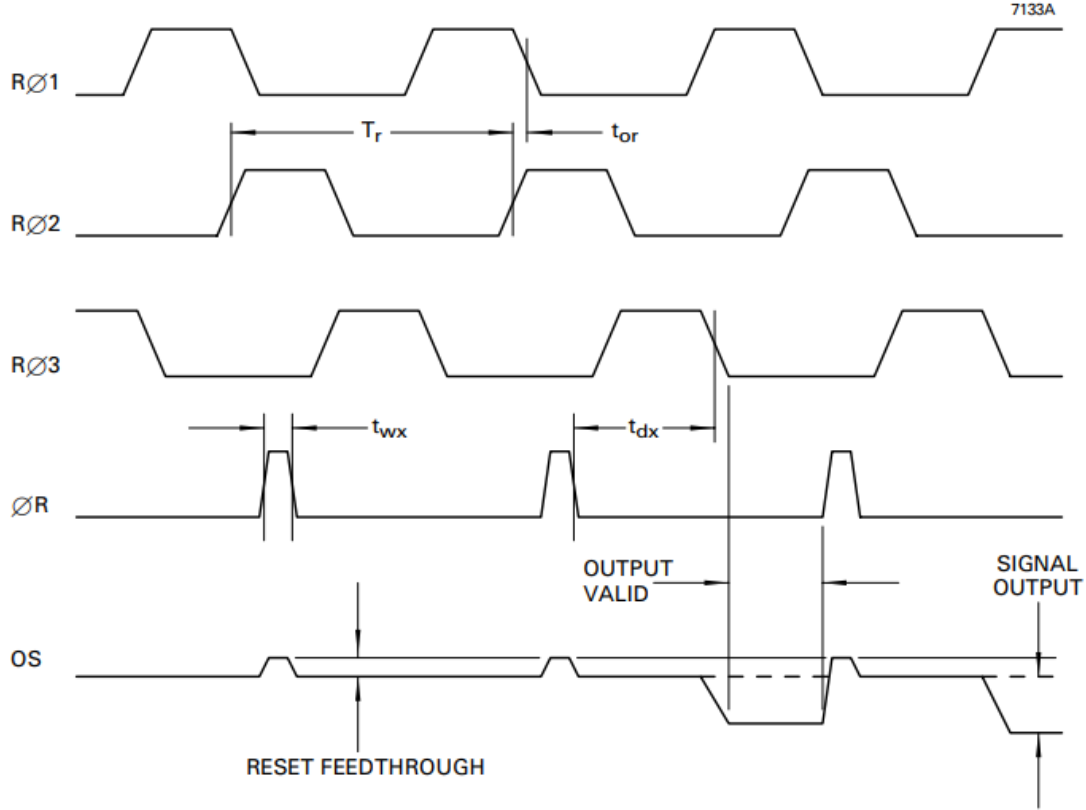 7133A
RØ1
Tr
tor
RØ2
RØ3
twx
tdx
ØR
OUTPUT
VALID
SIGNAL
OUTPUT
OS
RESET FEEDTHROUGH